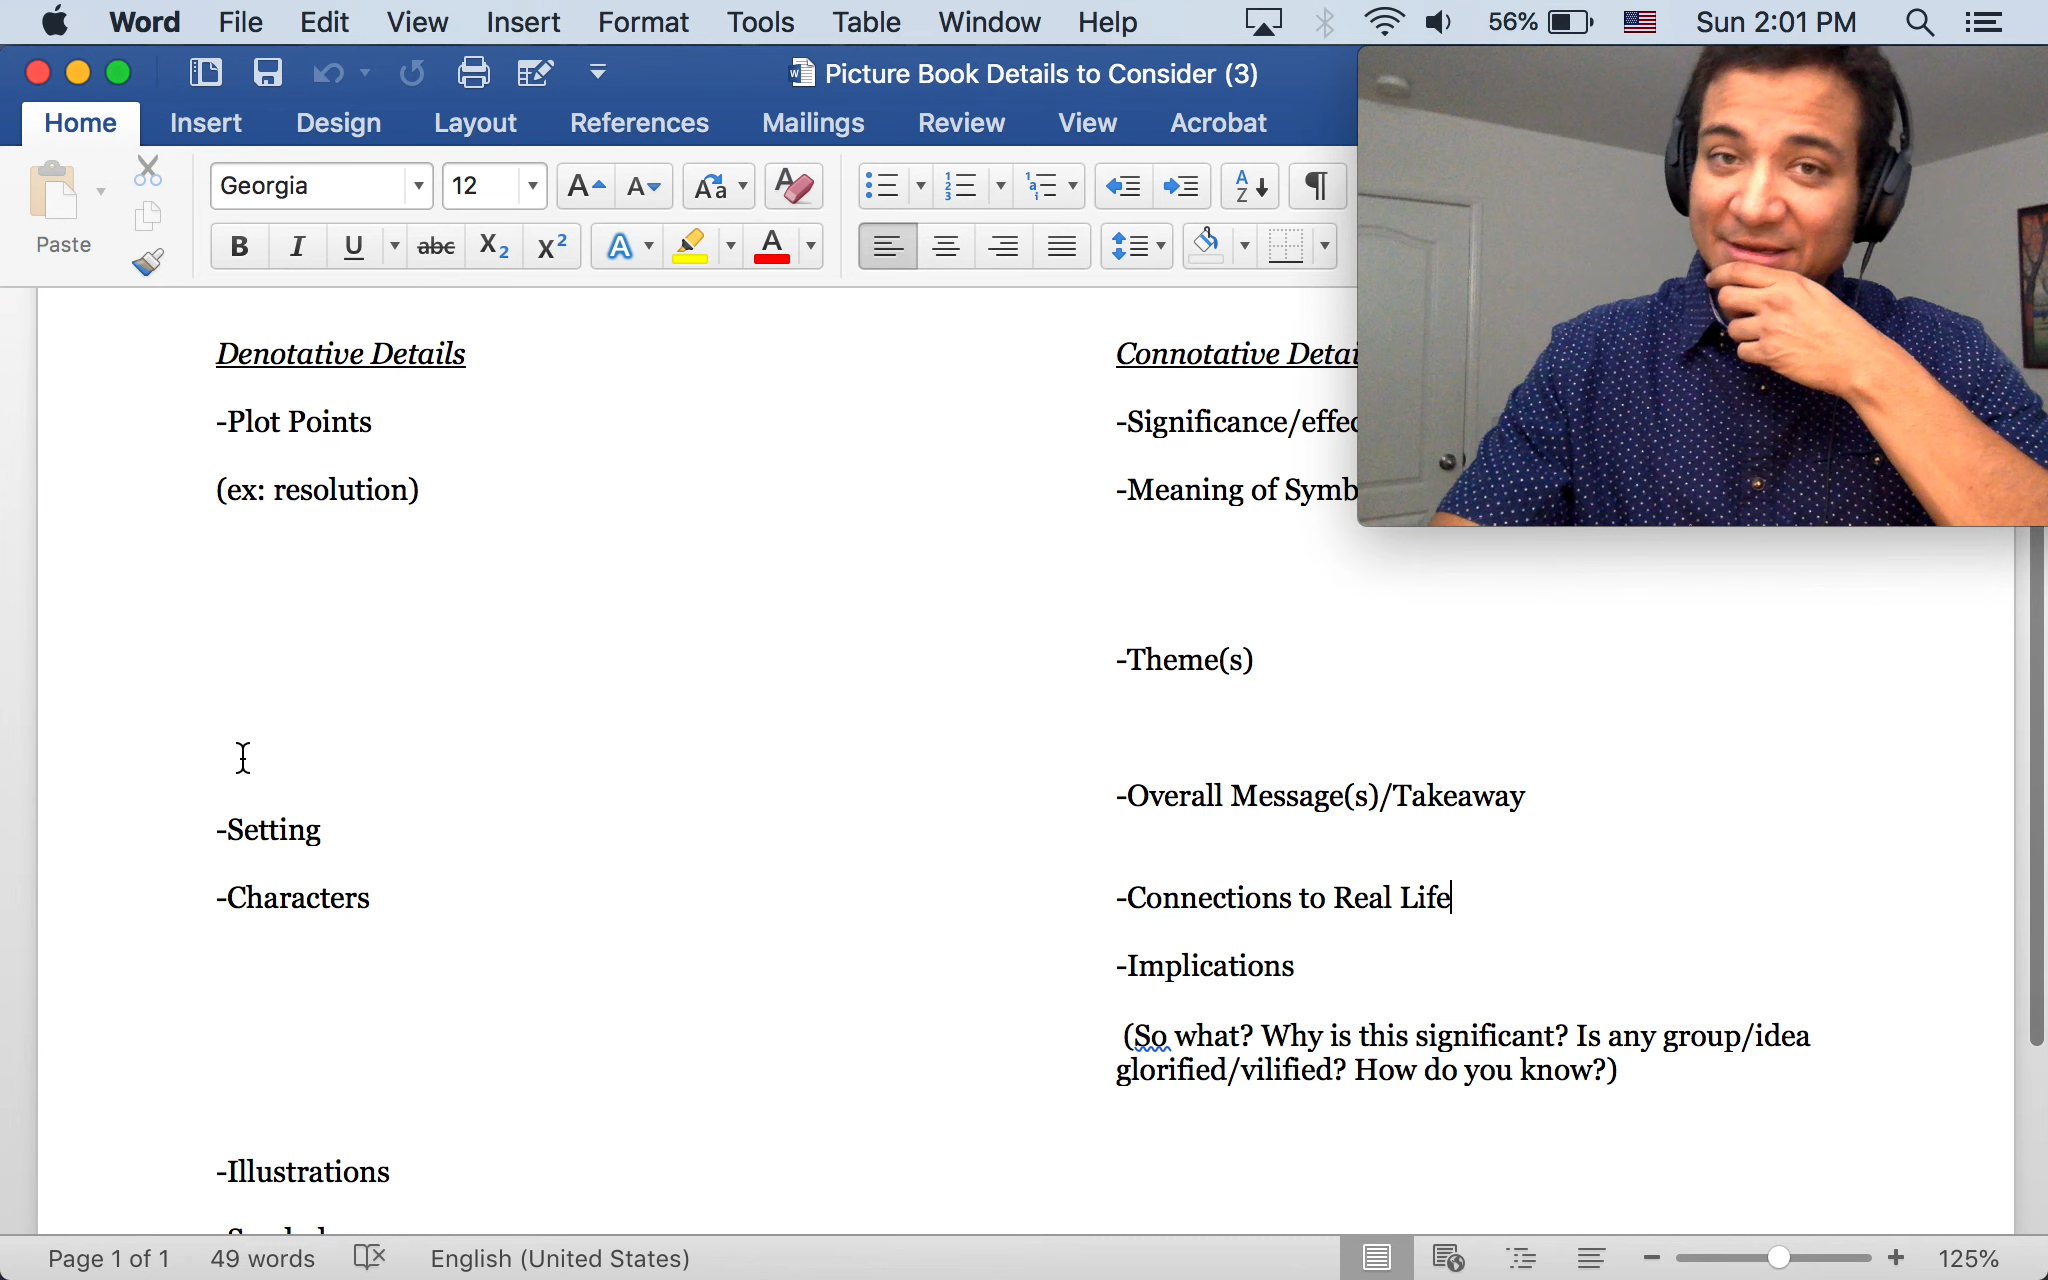 Word File Edit View Insert Format Tools Table Window Help 56% Sun 2:01 PM
Picture Book Details to Consider (3)
Home Insert Design Layout References Mailings Review View Acrobat
Paste
Georgia 12
B I U abc X2 X2
Denotative Details
-Plot Points
(ex: resolution)
-Setting
-Characters
-Illustrations
Connotative
-Meaning of
-Theme(s)
-Overall Message(s)/Takeaway
-Connections to Real Life
-Implications
(So what? Why is this significant? Is any group/idea
glorified/vilified? How do you know?)
Page 1 of 1 49 words English (United States) 125%